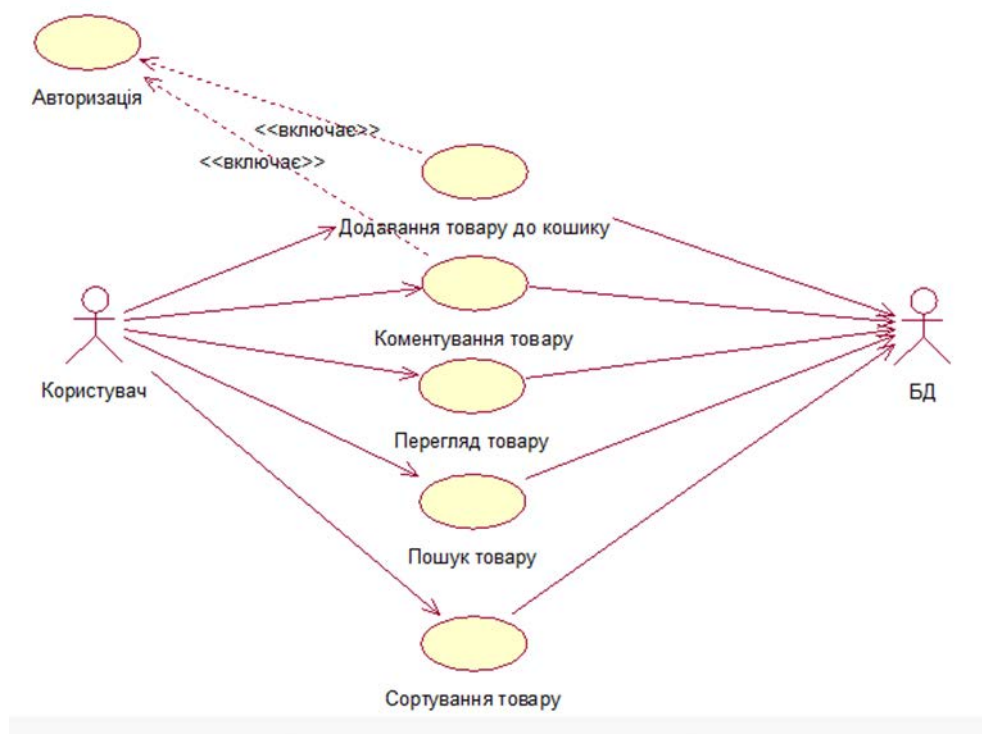 Авторизація
<<включає>>
<<включає>>
Додавання товару до кошику
Коментування товару
Користувач
БД
Перегляд товару
Пошук товару
Сортування товару